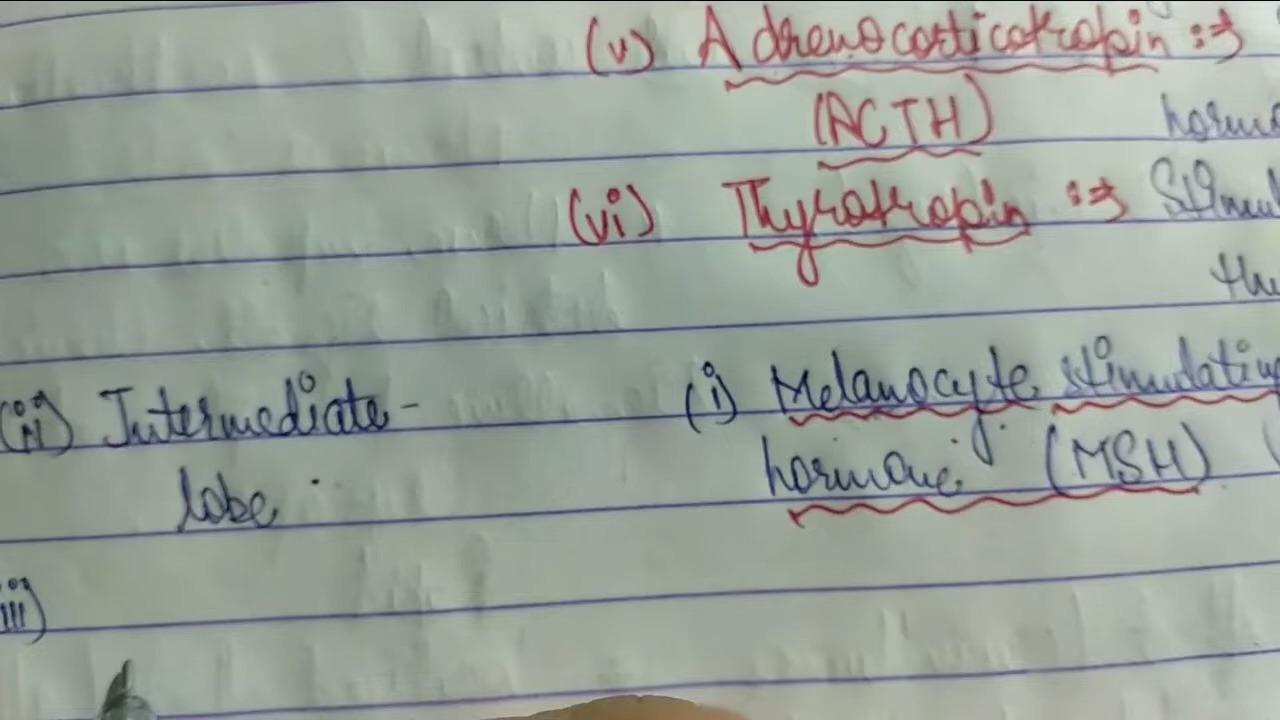 (v) Adrenocorticotropin :⇒
(ACTH)
(vi) Thyrotropin :⇒
(ii) Intermediate - (i) Melanocyte stimulating
lobe hormone (MSH)
iii)